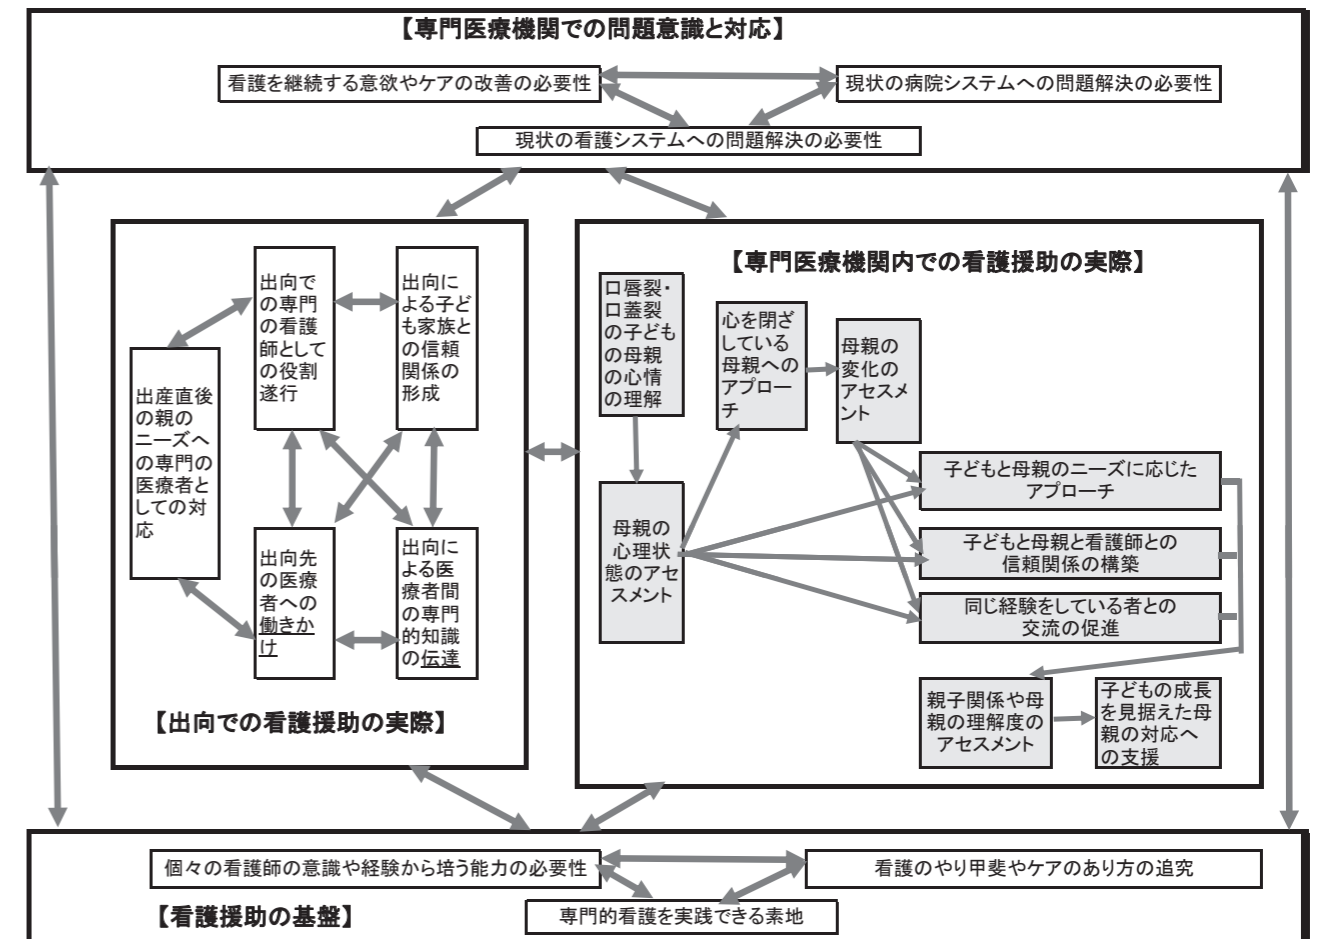 【専門医療機関での問題意識と対応】
看護を継続する意欲やケアの改善の必要性
現状の病院システムへの問題解決の必要性
現状の看護システムへの問題解決の必要性
出産直後
の親の
ニーズへ
の専門の
医療者と
しての対
応
出向で
の専門
の看護
師として
の役割
遂行
出向に
よる子ど
も家族と
の信頼
関係の
形成
出向先
の医療
者への
働きか
け
出向に
よる医
療者間
の専門
的知識
の伝達
【出向での看護援助の実際】
【専門医療機関内での看護援助の実際】
口唇裂・
口蓋裂
の子ども
の母親
の心情
の理解
母親の
心理状
態のアセ
スメント
心を閉ざ
している
母親への
アプロー
チ
母親の
変化の
アセスメ
ント
子どもと母親のニーズに応じた
アプローチ
子どもと母親と看護師との
信頼関係の構築
同じ経験をしている者との
交流の促進
親子関係や母
親の理解度の
アセスメント
子どもの成長
を見据えた母
親の対応へ
の支援
個々の看護師の意識や経験から培う能力の必要性
看護のやり甲斐やケアのあり方の追究
専門的看護を実践できる素地
【看護援助の基盤】